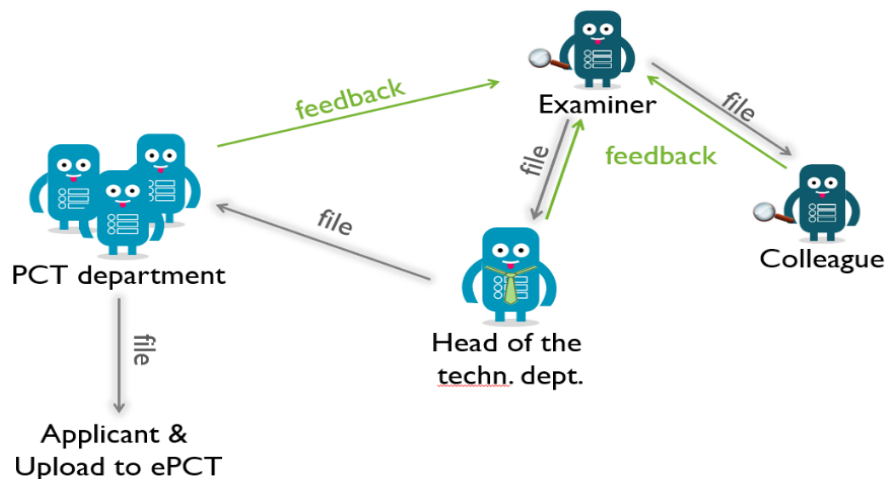 feedback
Examiner
file
file
feedback
Colleague
PCT department
file
Head of the
techn. dept.
file
Applicant &
Upload to ePCT